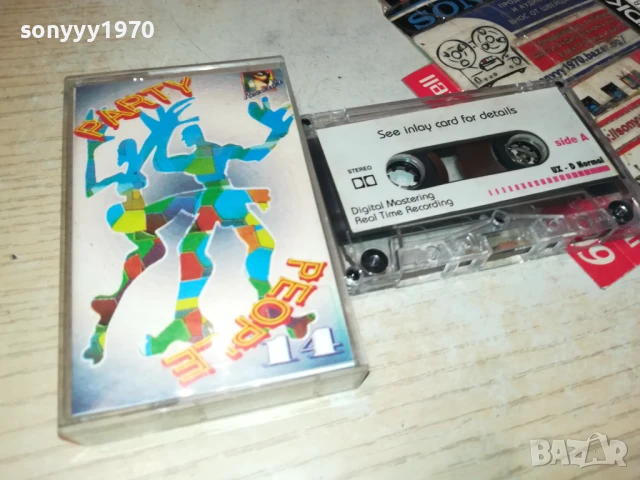 sonyyy1970
PARTY
PEOPLE
14
See inlay card for details
STEREO
side A
UX - D Normal
Digital Mastering
Real Time Recording
sonyyy1970
BAZAR